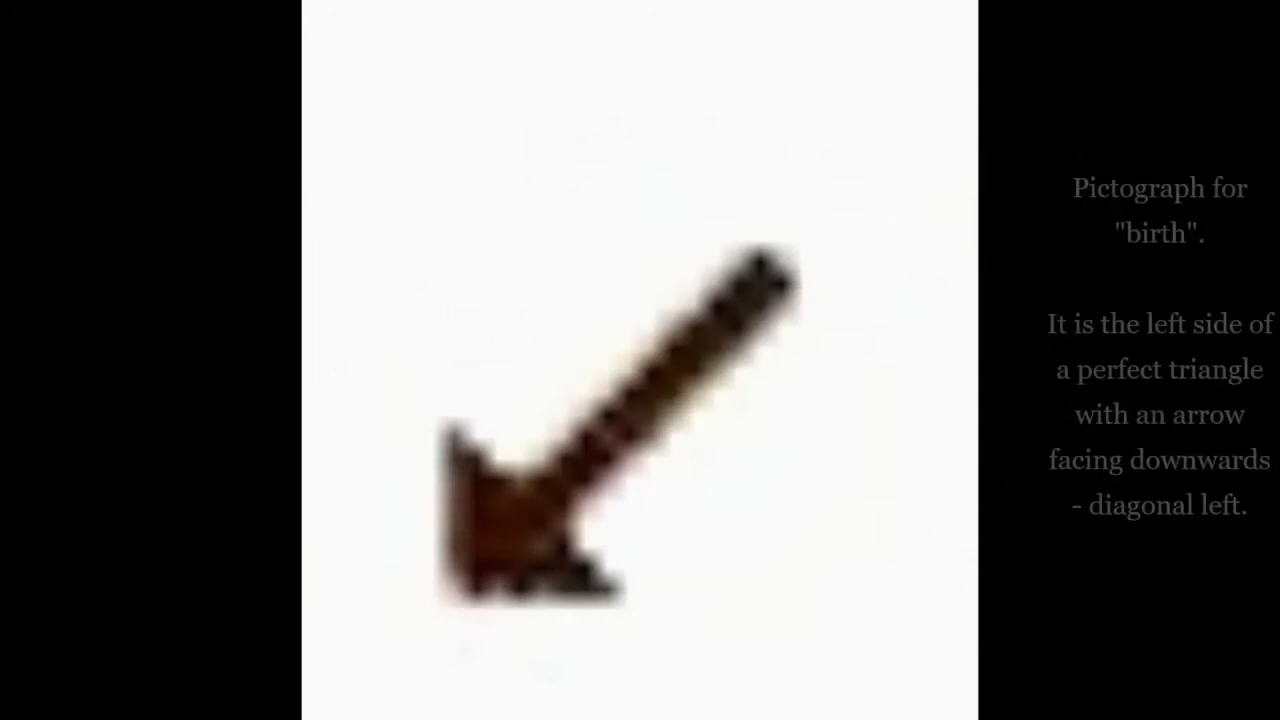 Pictograph for
"birth".
It is the left side of
a perfect triangle
with an arrow
facing downwards
- diagonal left.